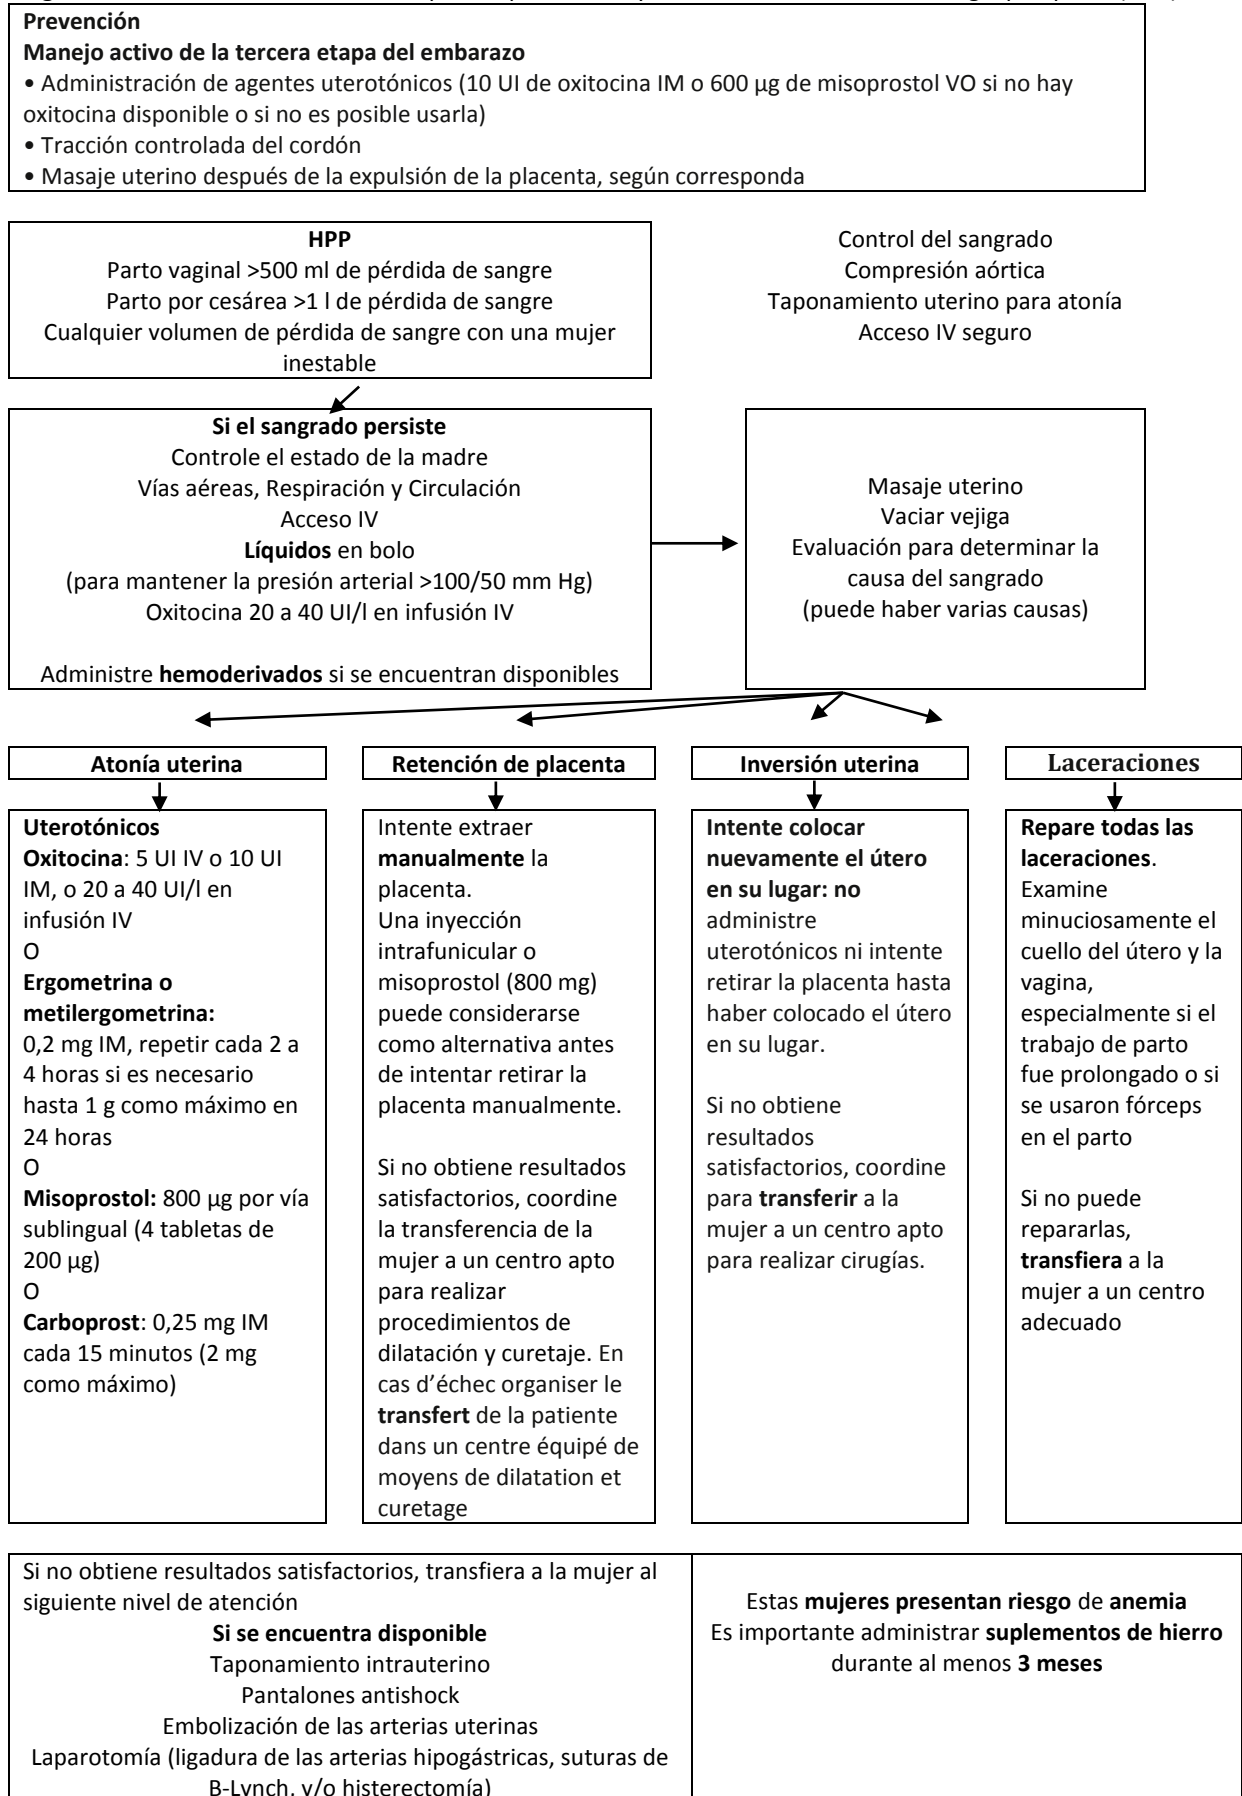 Prevención
Manejo activo de la tercera etapa del embarazo
• Administración de agentes uterotónicos (10 UI de oxitocina IM o 600 µg de misoprostol VO si no hay
oxitocina disponible o si no es posible usarla)
• Tracción controlada del cordón
• Masaje uterino después de la expulsión de la placenta, según corresponda
HPP
Parto vaginal >500 ml de pérdida de sangre
Parto por cesárea >1 l de pérdida de sangre
Cualquier volumen de pérdida de sangre con una mujer
inestable
Control del sangrado
Compresión aórtica
Taponamiento uterino para atonía
Acceso IV seguro
Si el sangrado persiste
Controle el estado de la madre
Vías aéreas, Respiración y Circulación
Acceso IV
Líquidos en bolo
(para mantener la presión arterial >100/50 mm Hg)
Oxitocina 20 a 40 UI/l en infusión IV
Administre hemoderivados si se encuentran disponibles
Masaje uterino
Vaciar vejiga
Evaluación para determinar la
causa del sangrado
(puede haber varias causas)
Atonía uterina
Uterotónicos
Oxitocina: 5 UI IV o 10 UI
IM, o 20 a 40 UI/l en
infusión IV
O
Ergometrina o
metilergometrina:
0,2 mg IM, repetir cada 2 a
4 horas si es necesario
hasta 1 g como máximo en
24 horas
O
Misoprostol: 800 µg por vía
sublingual (4 tabletas de
200 µg)
O
Carboprost: 0,25 mg IM
cada 15 minutos (2 mg
como máximo)
Retención de placenta
Intente extraer
manualmente la
placenta.
Una inyección
intrafunicular o
misoprostol (800 mg)
puede considerarse
como alternativa antes
de intentar retirar la
placenta manualmente.
Si no obtiene resultados
satisfactorios, coordine
la transferencia de la
mujer a un centro apto
para realizar
procedimientos de
dilatación y curetaje. En
cas d’échec organiser le
transfert de la patiente
dans un centre équipé de
moyens de dilatation et
curetage
Inversión uterina
Intente colocar
nuevamente el útero
en su lugar: no
administre
uterotónicos ni intente
retirar la placenta hasta
haber colocado el útero
en su lugar.
Si no obtiene
resultados
satisfactorios, coordine
para transferir a la
mujer a un centro apto
para realizar cirugías.
Laceraciones
Repare todas las
laceraciones.
Examine
minuciosamente el
cuello del útero y la
vagina,
especialmente si el
trabajo de parto
fue prolongado o si
se usaron fórceps
en el parto
Si no puede
repararlas,
transfiera a la
mujer a un centro
adecuado
Si no obtiene resultados satisfactorios, transfiera a la mujer al
siguiente nivel de atención
Si se encuentra disponible
Taponamiento intrauterino
Pantalones antishock
Embolización de las arterias uterinas
Laparotomía (ligadura de las arterias hipogástricas, suturas de
B-Lynch, y/o histerectomía)
Estas mujeres presentan riesgo de anemia
Es importante administrar suplementos de hierro
durante al menos 3 meses